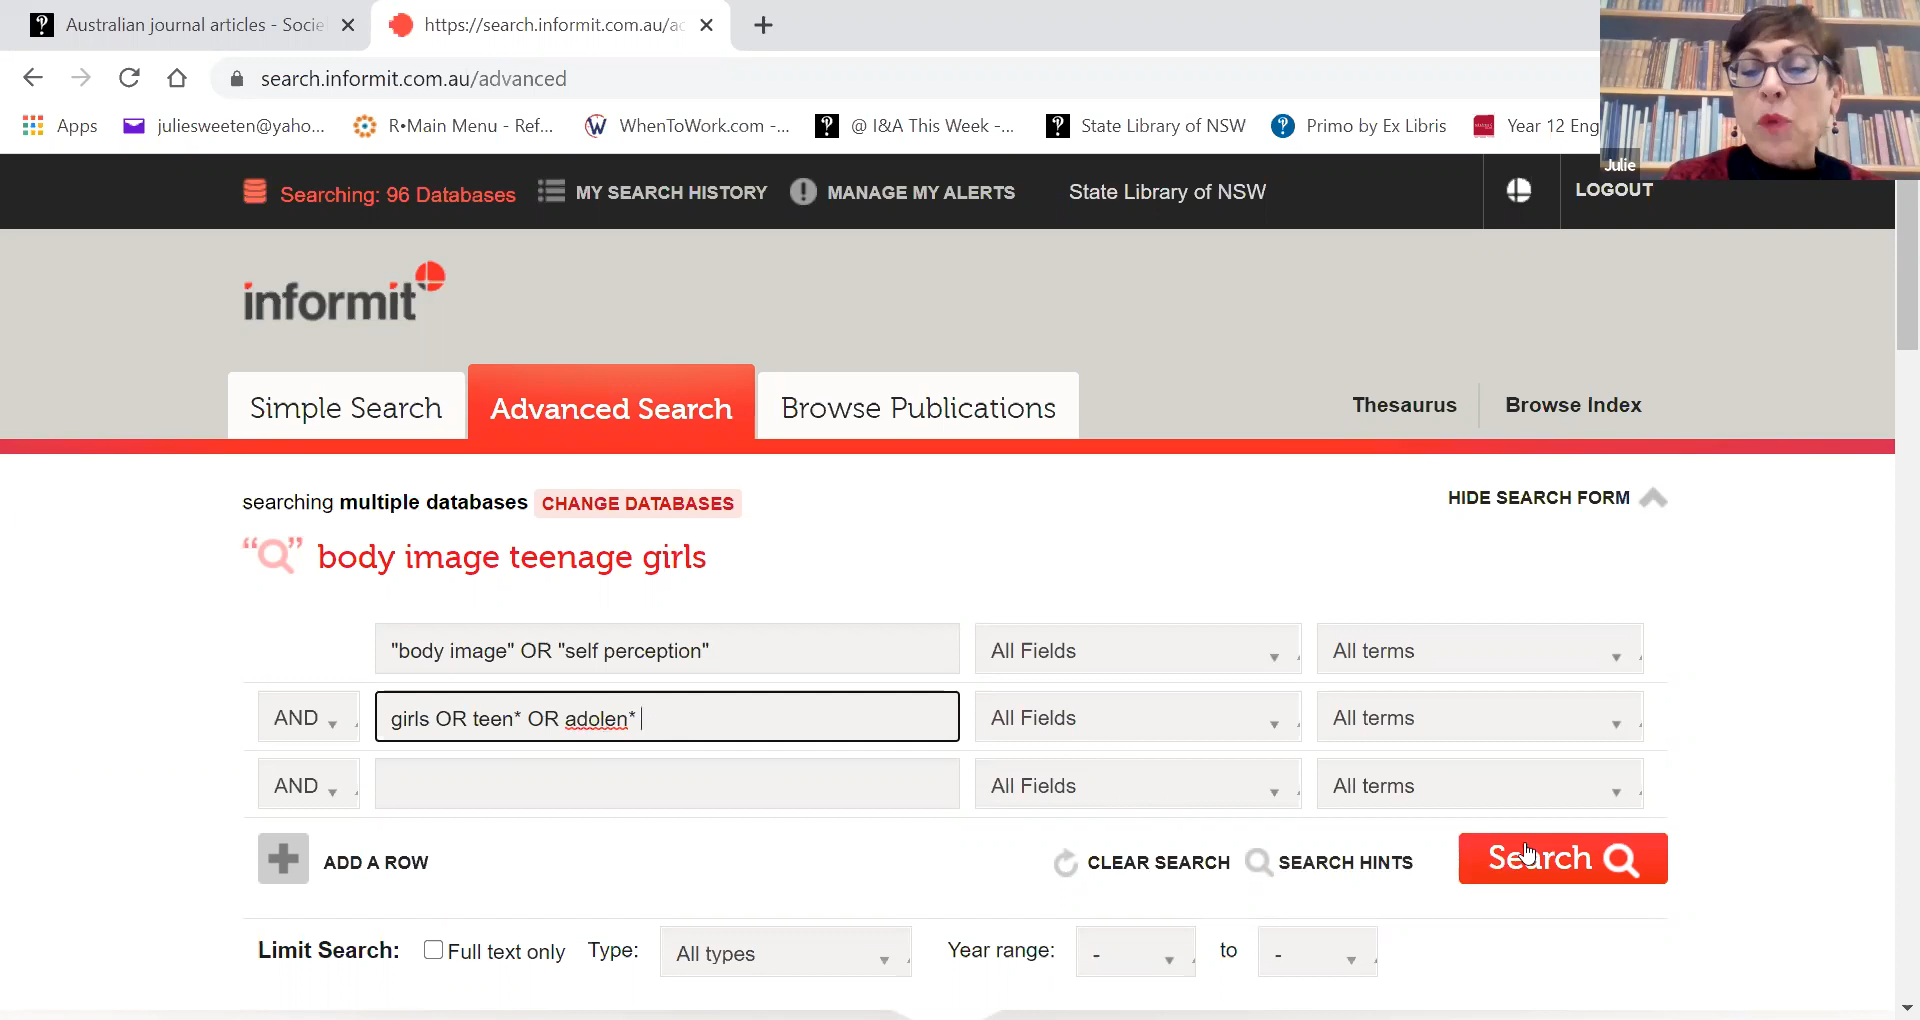 Australian journal articles - Socie
https://search.informit.com.au/ac
search.informit.com.au/advanced
Apps
juliesweeten@yaho...
R•Main Menu - Ref...
WhenToWork.com -...
@ I&A This Week -...
State Library of NSW
Primo by Ex Libris
Year 12 Eng
Julie
Searching: 96 Databases
MY SEARCH HISTORY
MANAGE MY ALERTS
State Library of NSW
LOGOUT
informit
Simple Search
Advanced Search
Browse Publications
Thesaurus
Browse Index
searching multiple databases CHANGE DATABASES
HIDE SEARCH FORM
body image teenage girls
"body image" OR "self perception"
All Fields
All terms
AND
girls OR teen* OR adolen*
All Fields
All terms
AND
All Fields
All terms
ADD A ROW
CLEAR SEARCH
SEARCH HINTS
Search
Limit Search:
Full text only
Type:
All types
Year range:
-
to
-